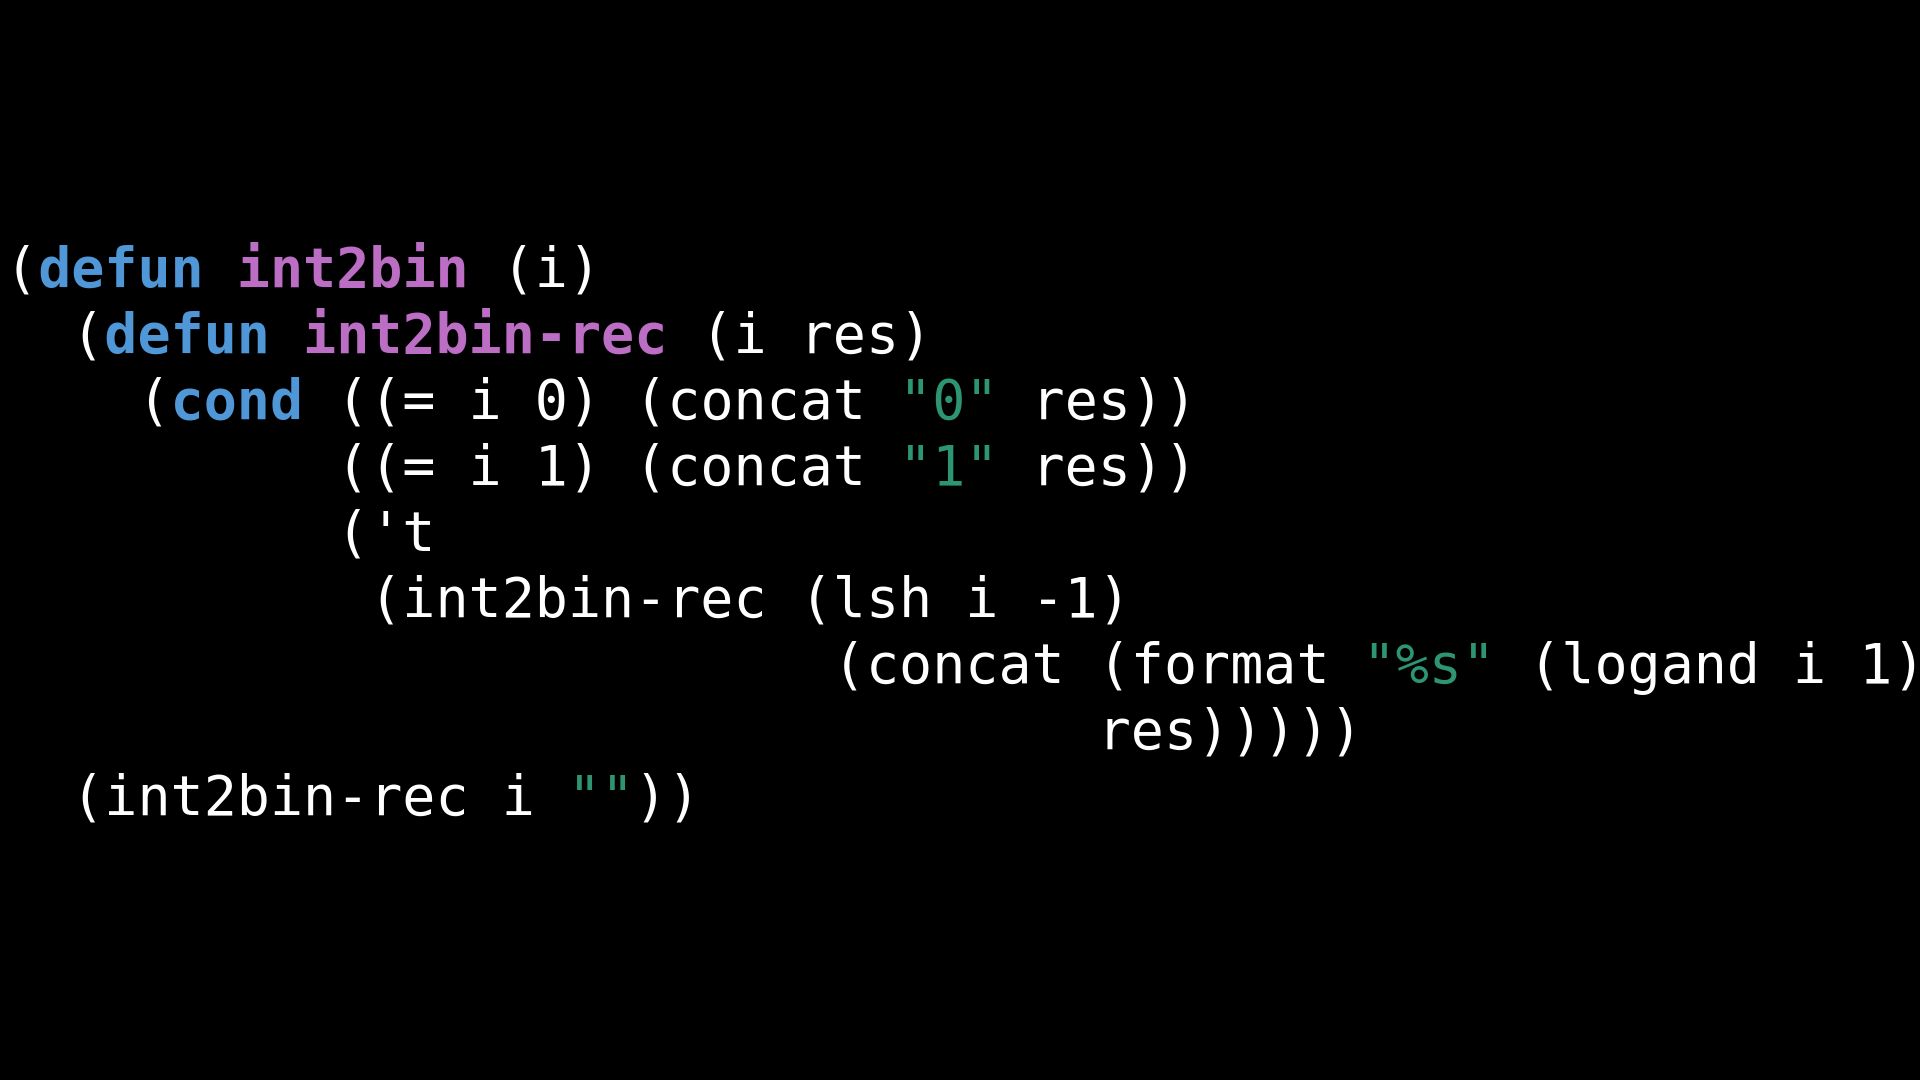 (defun int2bin (i)
  (defun int2bin-rec (i res)
    (cond ((= i 0) (concat "0" res))
          ((= i 1) (concat "1" res))
          ('t
           (int2bin-rec (lsh i -1)
                         (concat (format "%s" (logand i 1)
                                 res)))))
  (int2bin-rec i ""))